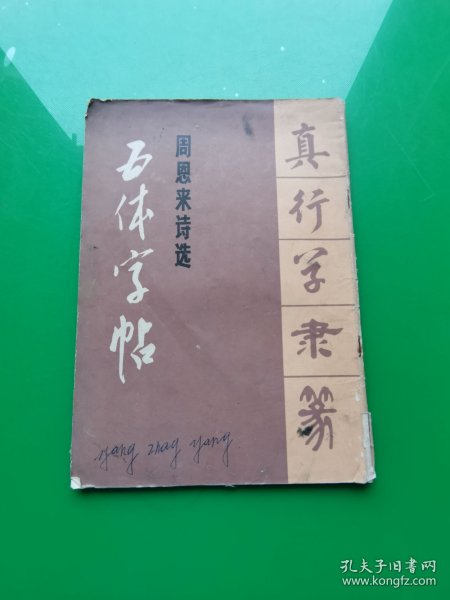 周恩来诗选
五体字帖
真
行
草
隶
篆
yang zhag yang
孔夫子旧书网
www.kongfz.com